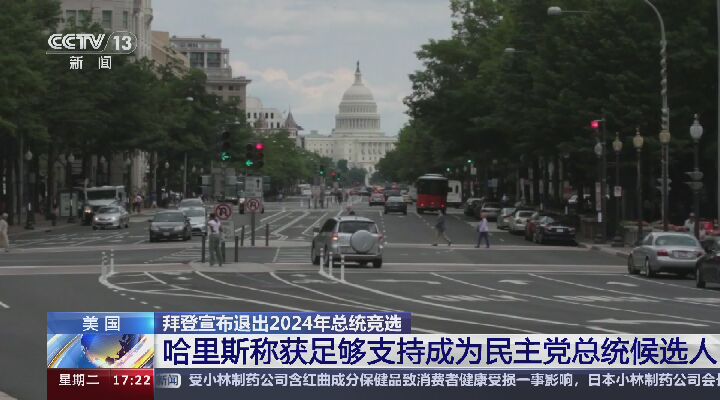 CCTV 13
新闻
美国
拜登宣布退出2024年总统竞选
哈里斯称获足够支持成为民主党总统候选人
星期二 17:22
新闻 受小林制药公司含红曲成分保健品致消费者健康受损一事影响，日本小林制药公司会